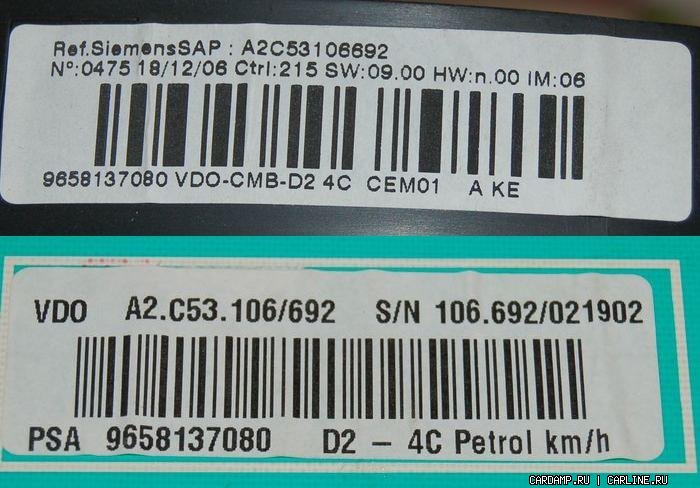 Ref.SiemensSAP : A2C53106692
Nº:0475 18/12/06 Ctrl:215 SW:09.00 HW:n.00 IM:06
9658137080 VDO-CMB-D2 4C CEM01 A KE
VDO A2.C53.106/692 S/N 106.692/021902
PSA 9658137080 D2 - 4C Petrol km/h
CARDAMP.RU | CARLINE.RU